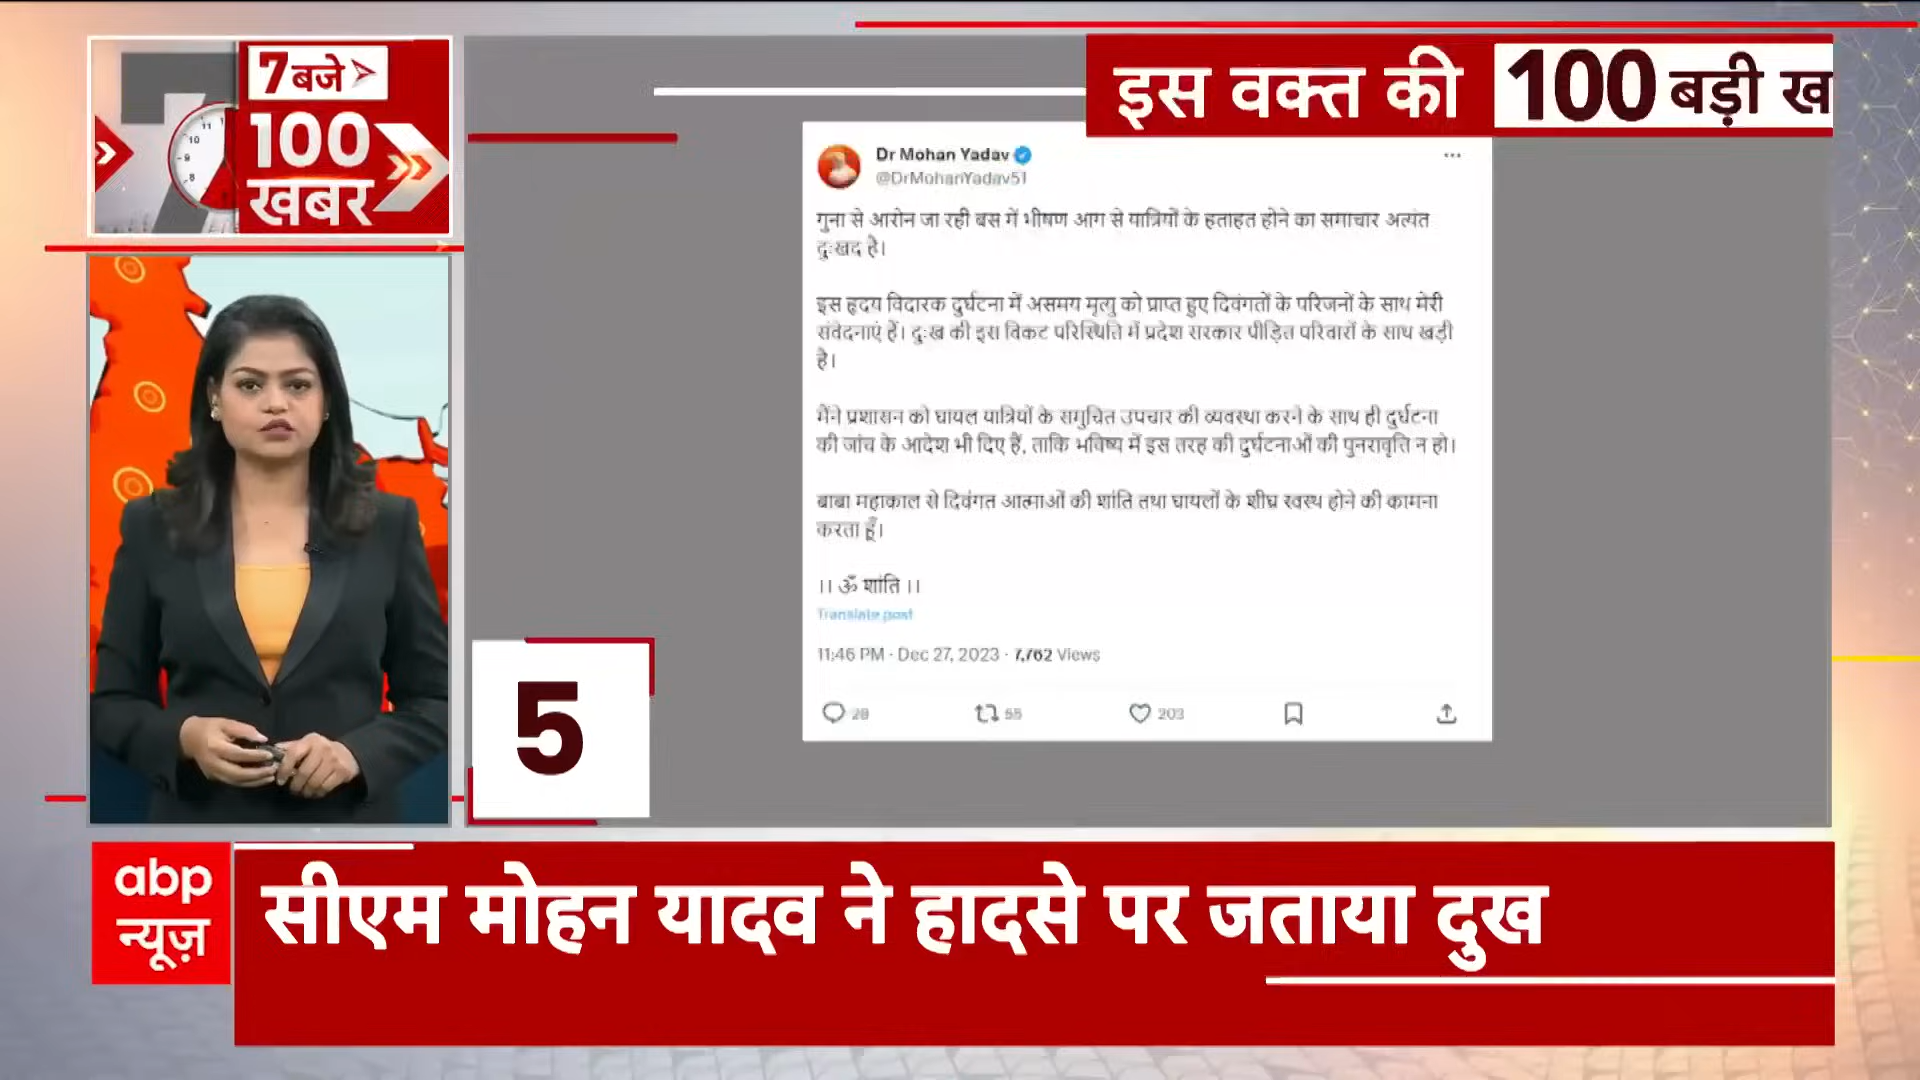 7बजे
100
खबर
इस वक्त की 100 बड़ी ख
Dr Mohan Yadav
@DrMohanYadav51
गुना से आरोन जा रही बस में भीषण आग से यात्रियों के हताहत होने का समाचार अत्यंत
दुःखद है।
इस हृदय विदारक दुर्घटना में असमय मृत्यु को प्राप्त हुए दिवंगतों के परिजनों के साथ मेरी
संवेदनाएं हैं। दुःख की इस विकट परिस्थिति में प्रदेश सरकार पीड़ित परिवारों के साथ खड़ी
है।
मैंने प्रशासन को घायल यात्रियों के समुचित उपचार की व्यवस्था करने के साथ ही दुर्घटना
की जांच के आदेश भी दिए हैं, ताकि भविष्य में इस तरह की दुर्घटनाओं की पुनरावृत्ति न हो।
बाबा महाकाल से दिवंगत आत्माओं की शांति तथा घायलों के शीघ्र स्वस्थ होने की कामना
करता हूँ।
।। ॐ शांति ।।
Translate post
11:46 PM · Dec 27, 2023 · 7,762 Views
28 55 203
5
abp
न्यूज़
सीएम मोहन यादव ने हादसे पर जताया दुख